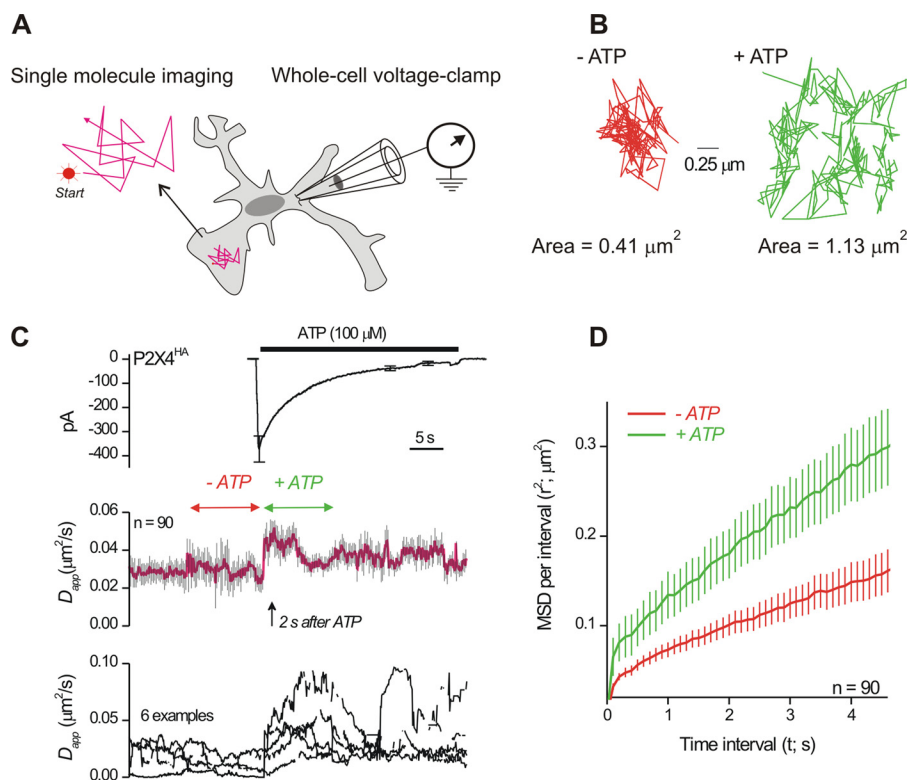 A
Single molecule imaging
Whole-cell voltage-clamp
Start
B
- ATP
+ ATP
0.25 μm
Area = 0.41 μm²
Area = 1.13 μm²
C
ATP (100 μM)
P2X4ᴴᴬ
0
-100
-200
-300
-400
pA
5 s
- ATP
+ ATP
n = 90
0.06
0.04
0.02
0.00
Dapp (μm²/s)
2 s after ATP
6 examples
0.10
0.05
0.00
Dapp (μm²/s)
D
- ATP
+ ATP
0.3
0.2
0.1
MSD per interval (r²; μm²)
n = 90
0 1 2 3 4
Time interval (t; s)